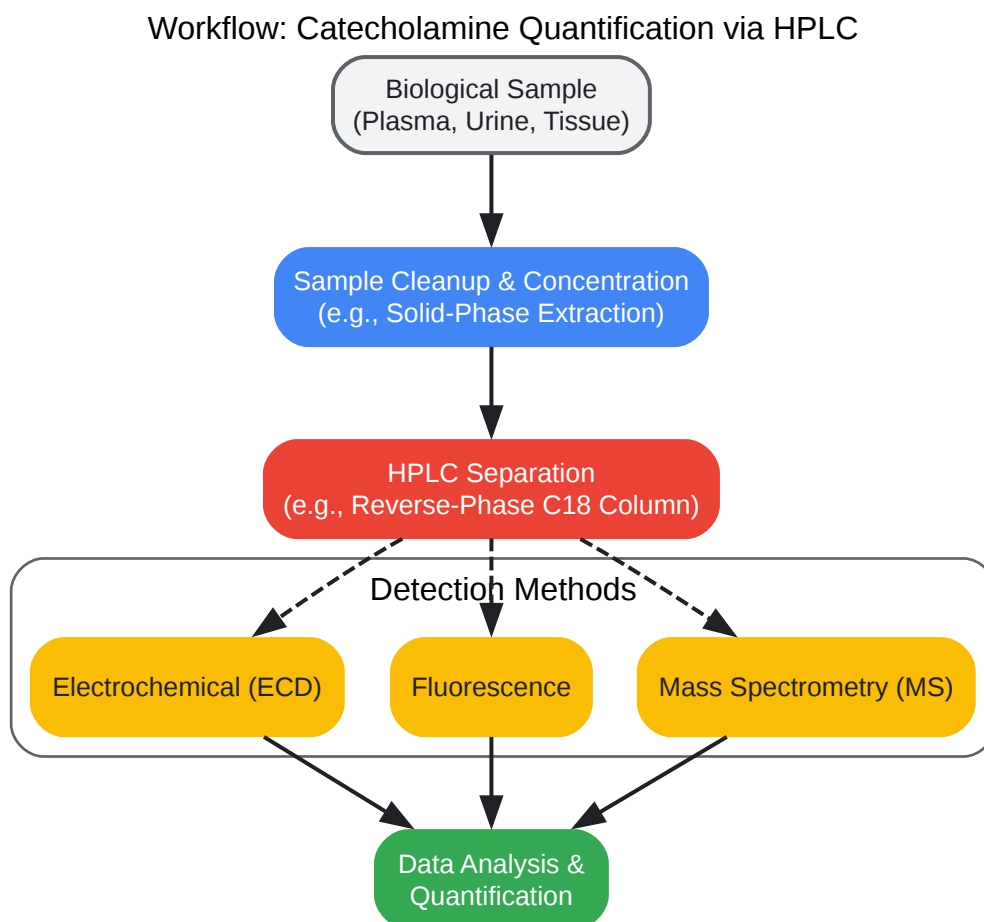 Workflow: Catecholamine Quantification via HPLC
Biological Sample
(Plasma, Urine, Tissue)
Sample Cleanup & Concentration
(e.g., Solid-Phase Extraction)
HPLC Separation
(e.g., Reverse-Phase C18 Column)
Detection Methods
Electrochemical (ECD)
Fluorescence
Mass Spectrometry (MS)
Data Analysis &
Quantification